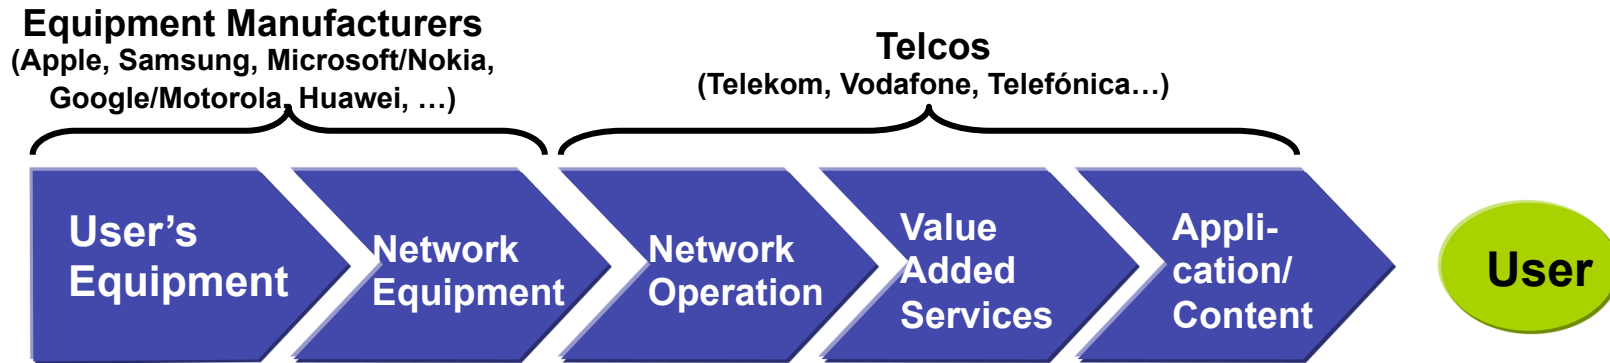 Equipment Manufacturers
(Apple, Samsung, Microsoft/Nokia,
Google/Motorola, Huawei, …)
Telcos
(Telekom, Vodafone, Telefónica…)
User’s
Equipment
Network
Equipment
Network
Operation
Value
Added
Services
Appli-
cation/
Content
User